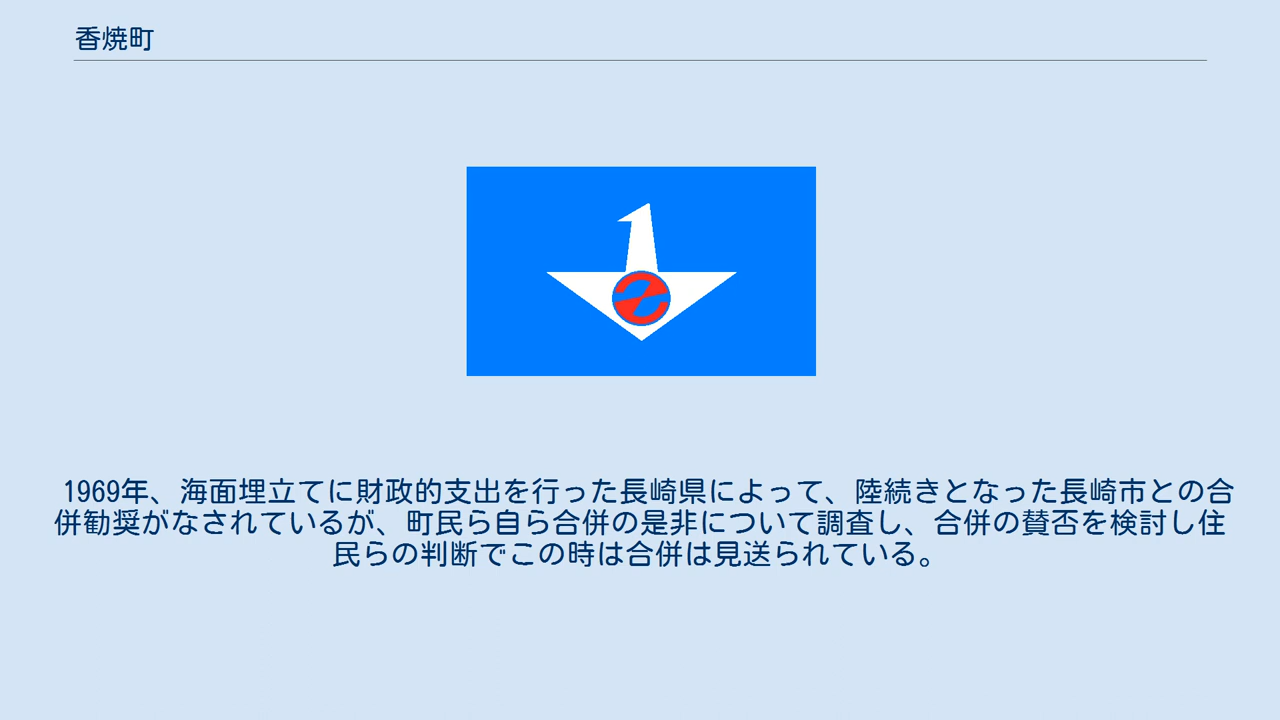 香焼町
1969年、海面埋立てに財政的支出を行った長崎県によって、陸続きとなった長崎市との合
併勧奨がなされているが、町民ら自ら合併の是非について調査し、合併の賛否を検討し住
民らの判断でこの時は合併は見送られている。